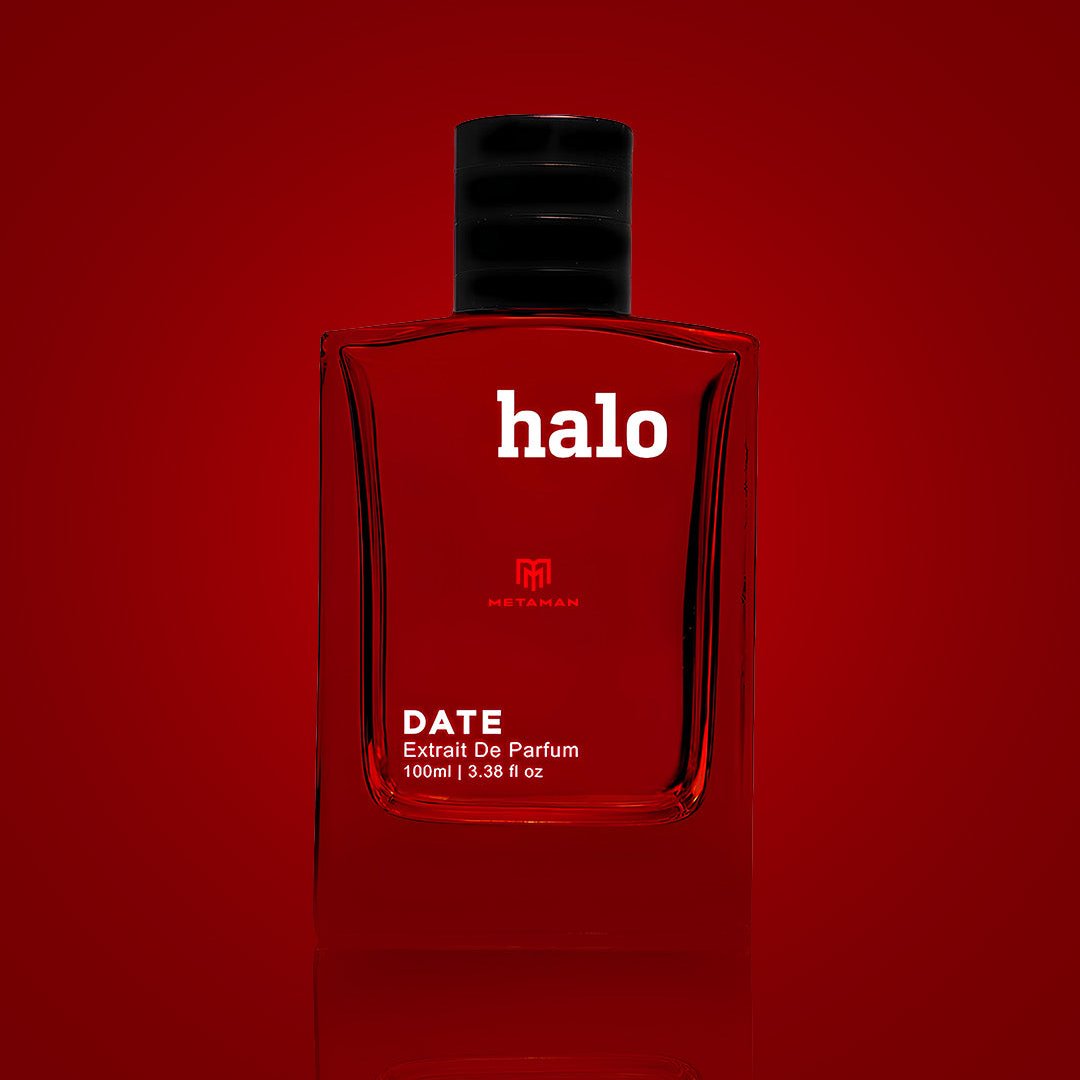 halo
METAMAN
DATE
Extrait De Parfum
100ml | 3.38 fl oz